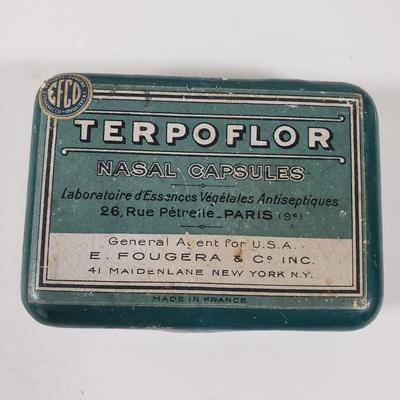 EFCO
TERPOFLOR
NASAL CAPSULES
Laboratoire d'Essences Végétales Antiseptiques
26, Rue Pétrelle_PARIS (9e)
General Agent for U.S.A.
E. FOUGERA & Co INC.
41 MAIDENLANE NEW YORK N.Y.
MADE IN FRANCE